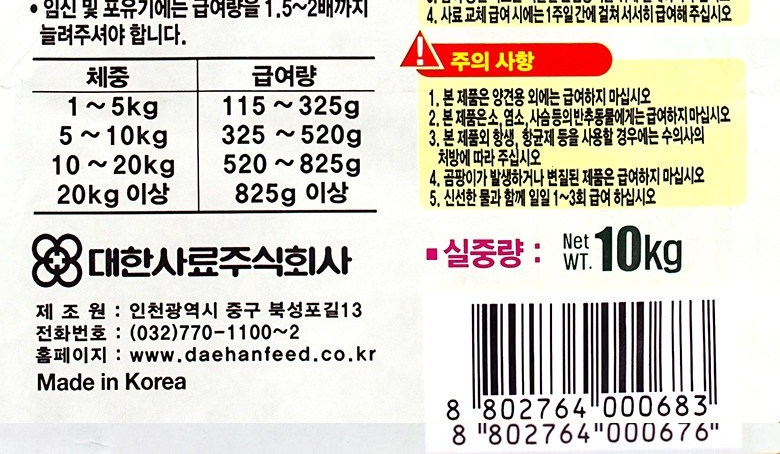 • 임신 및 포유기에는 급여량을 1.5~2배까지
늘려주셔야 합니다.
체중 급여량
1 ~ 5kg 115 ~ 325g
5 ~ 10kg 325 ~ 520g
10 ~ 20kg 520 ~ 825g
20kg 이상 825g 이상
대한사료주식회사
제 조 원 : 인천광역시 중구 북성포길13
전화번호 : (032)770-1100~2
홈페이지 : www.daehanfeed.co.kr
Made in Korea
4. 사료 교체 급여 시에는 1주일 간에 걸쳐 서서히 급여해 주십시오
주의 사항
1. 본 제품은 양견용 외에는 급여하지 마십시오
2. 본 제품은 소, 염소, 사슴 등의 반추동물에게는 급여하지 마십시오
3. 본 제품외 항생, 항균제 등을 사용할 경우에는 수의사의
처방에 따라 주십시오
4. 곰팡이가 발생하거나 변질된 제품은 급여하지 마십시오
5. 신선한 물과 함께 일일 1~3회 급여 하십시오
▪ 실중량 : Net WT. 10kg
8 802764 000683
8 "802764"000676"